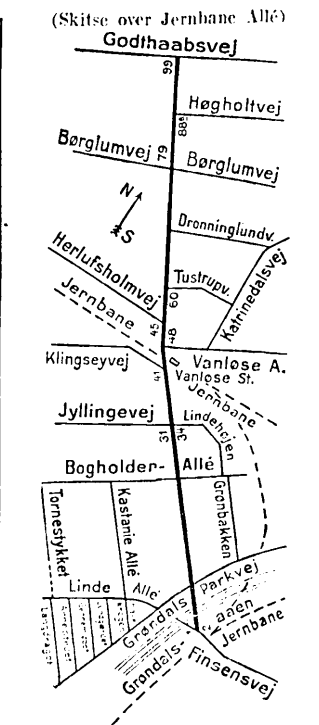 (Skitse over Jernbane Allé)
Godthaabsvej
99
Høgholtvej
88B
Børglumvej
79
Børglumvej
N
S
Dronninglundv.
Herlufsholmvej
Tustrupv.
Katrinedalsvej
Jernbane
60
45
48
Klingseyvej
Vanløse A.
41
Vanløse St.
Jernbane
Jyllingevej
Lindehøjen
31
34
Bogholder-Allé
Tornestykket
Kastanie Allé
Grønbakken
Linde Allé
Grørdals Parkvej
aaen
Jernbane
Grøndals-
Finsensvej